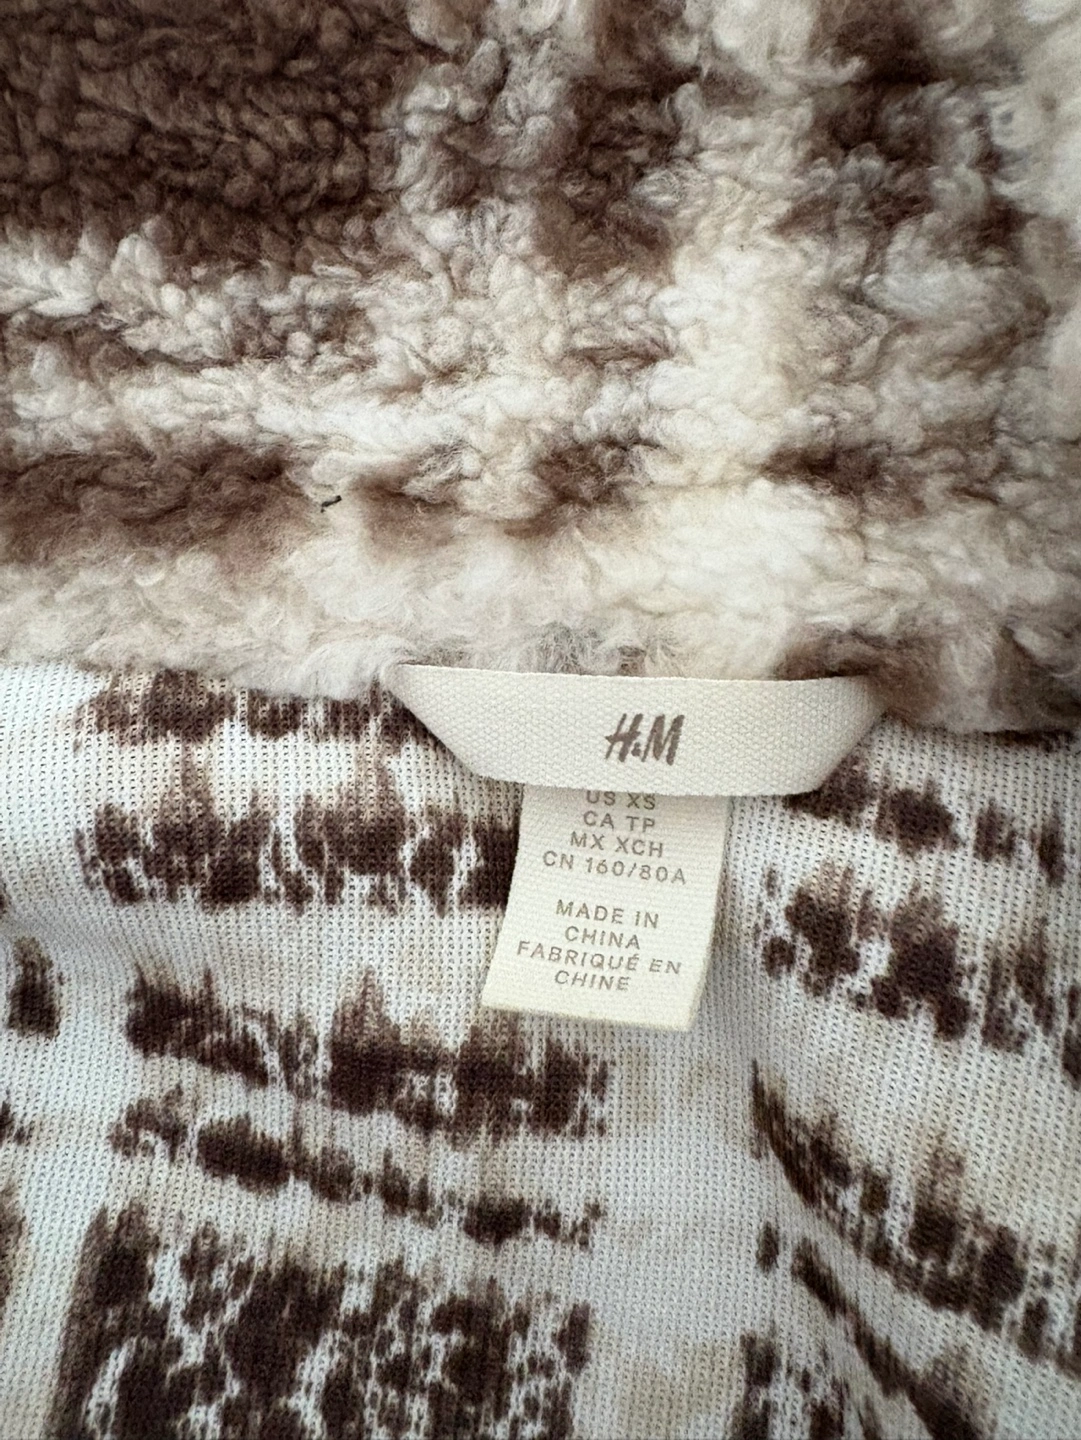 H&M
US XS
CA TP
MX XCH
CN 160/80A
MADE IN
CHINA
FABRIQUÉ EN
CHINE